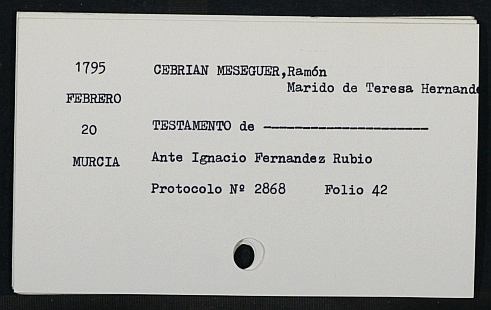 1795 CEBRIAN MESEGUER,Ramón
Marido de Teresa Hernande
FEBRERO
20 TESTAMENTO de ---------------------
MURCIA Ante Ignacio Fernandez Rubio
Protocolo Nº 2868 Folio 42